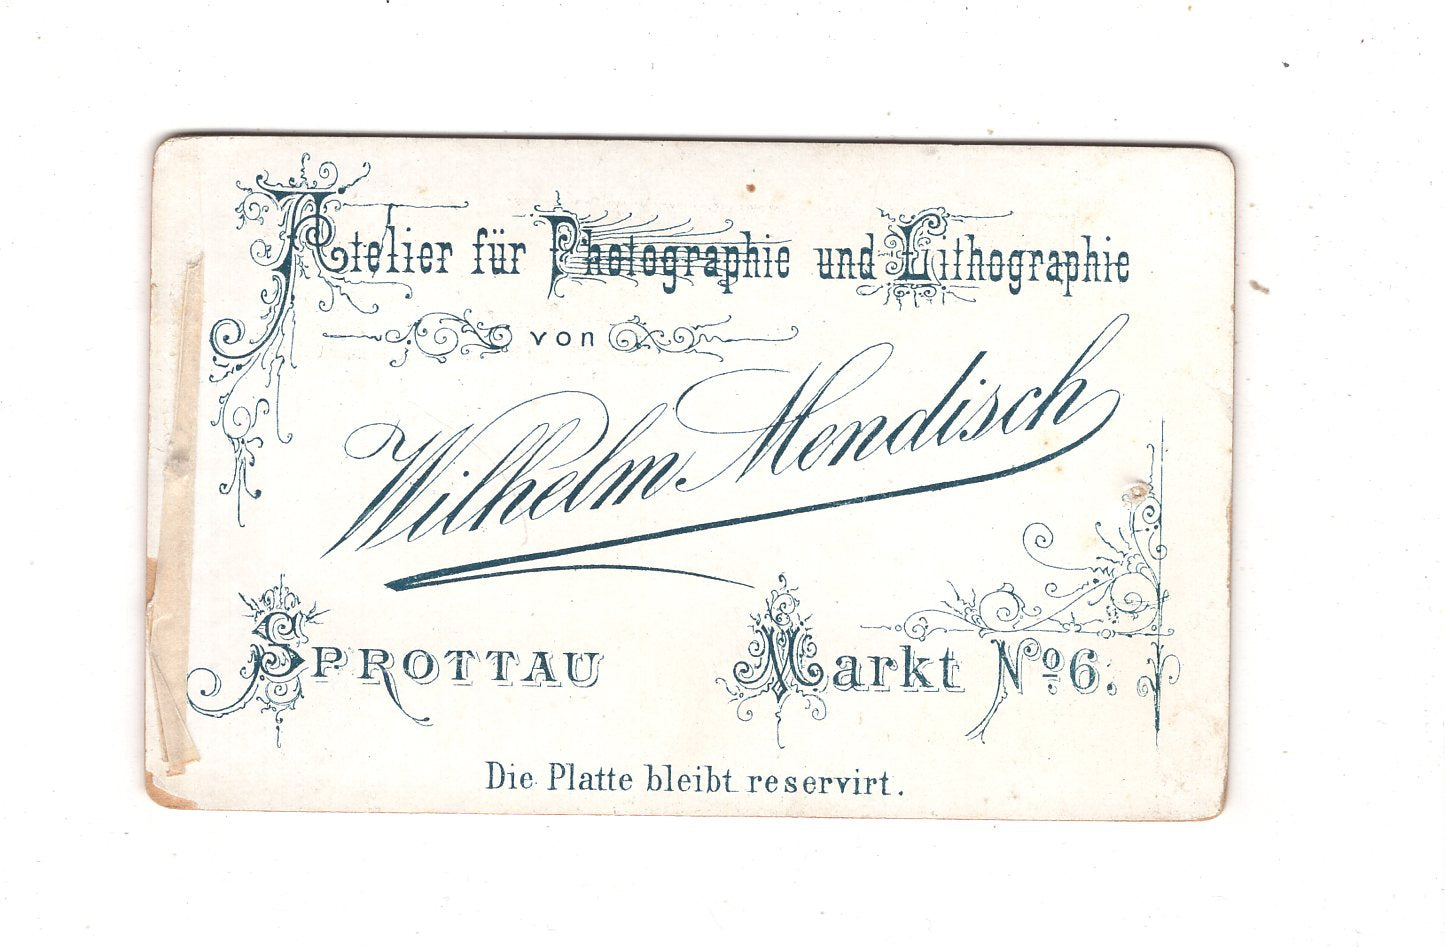 Atelier für Photographie und Lithographie
von
Wilhelm Mendisch
SPROTTAU
Markt No 6.
Die Platte bleibt reservirt.